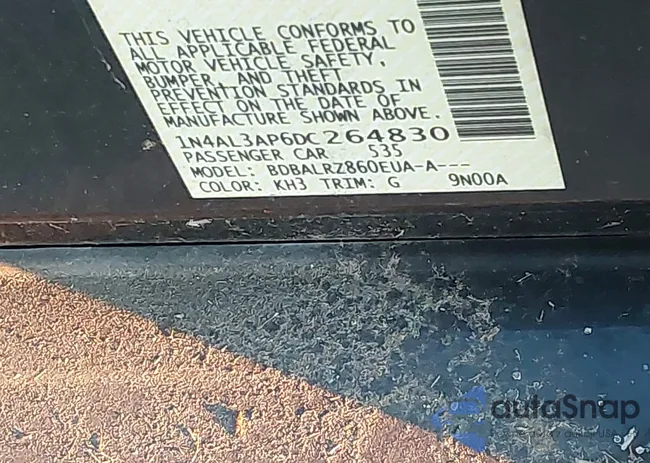 THIS VEHICLE CONFORMS TO
ALL APPLICABLE FEDERAL
MOTOR VEHICLE SAFETY,
BUMPER, AND THEFT
PREVENTION STANDARDS IN
EFFECT ON THE DATE OF
MANUFACTURE SHOWN ABOVE.
1N4AL3AP6DC264830
PASSENGER CAR 535
MODEL: BDBALRZ860EUA-A---
COLOR: KH3 TRIM: G 9N00A
autoSnap